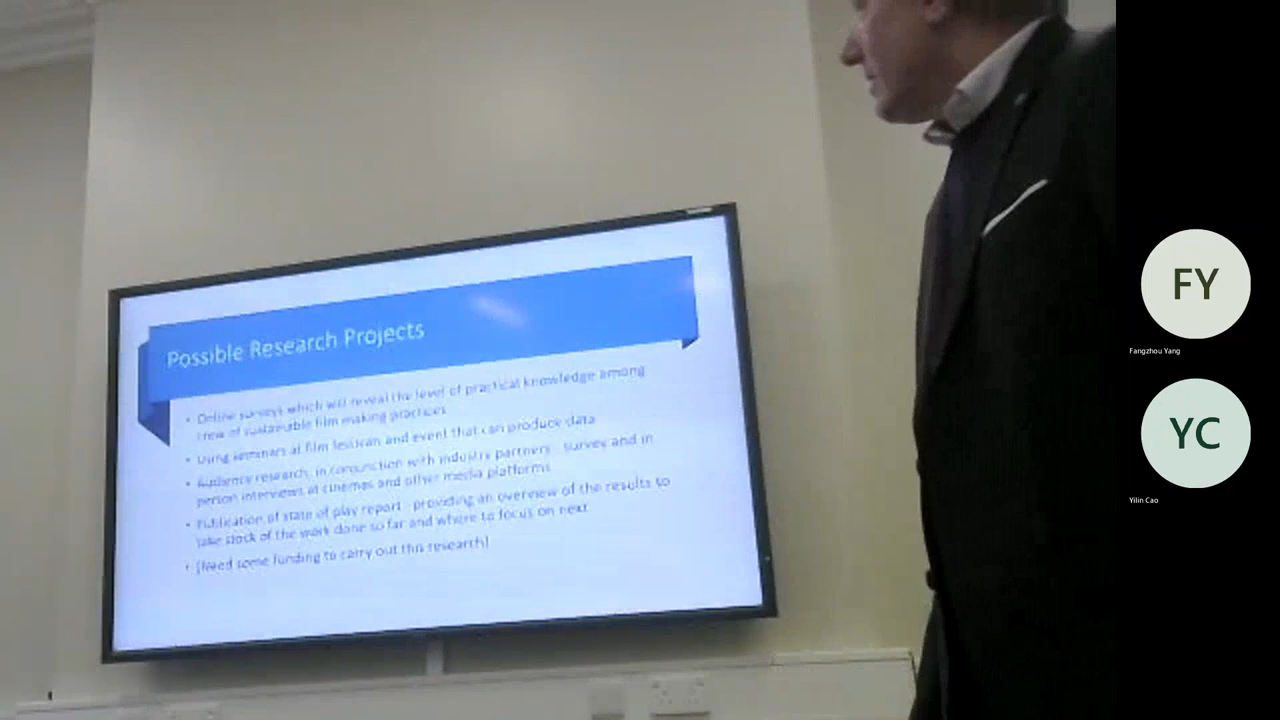 Possible Research Projects
• Online surveys which will reveal the level of practical knowledge among
crew of sustainable film making practices
• Using seminars at film festivals and event that can produce data
• Audience research, in conjunction with industry partners - survey and in
person interviews at cinemas and other media platforms
• Publication of state of play report - providing an overview of the results to
take stock of the work done so far and where to focus on next
• [Need some funding to carry out this research]
FY
Fangzhou Yang
YC
Yilin Cao